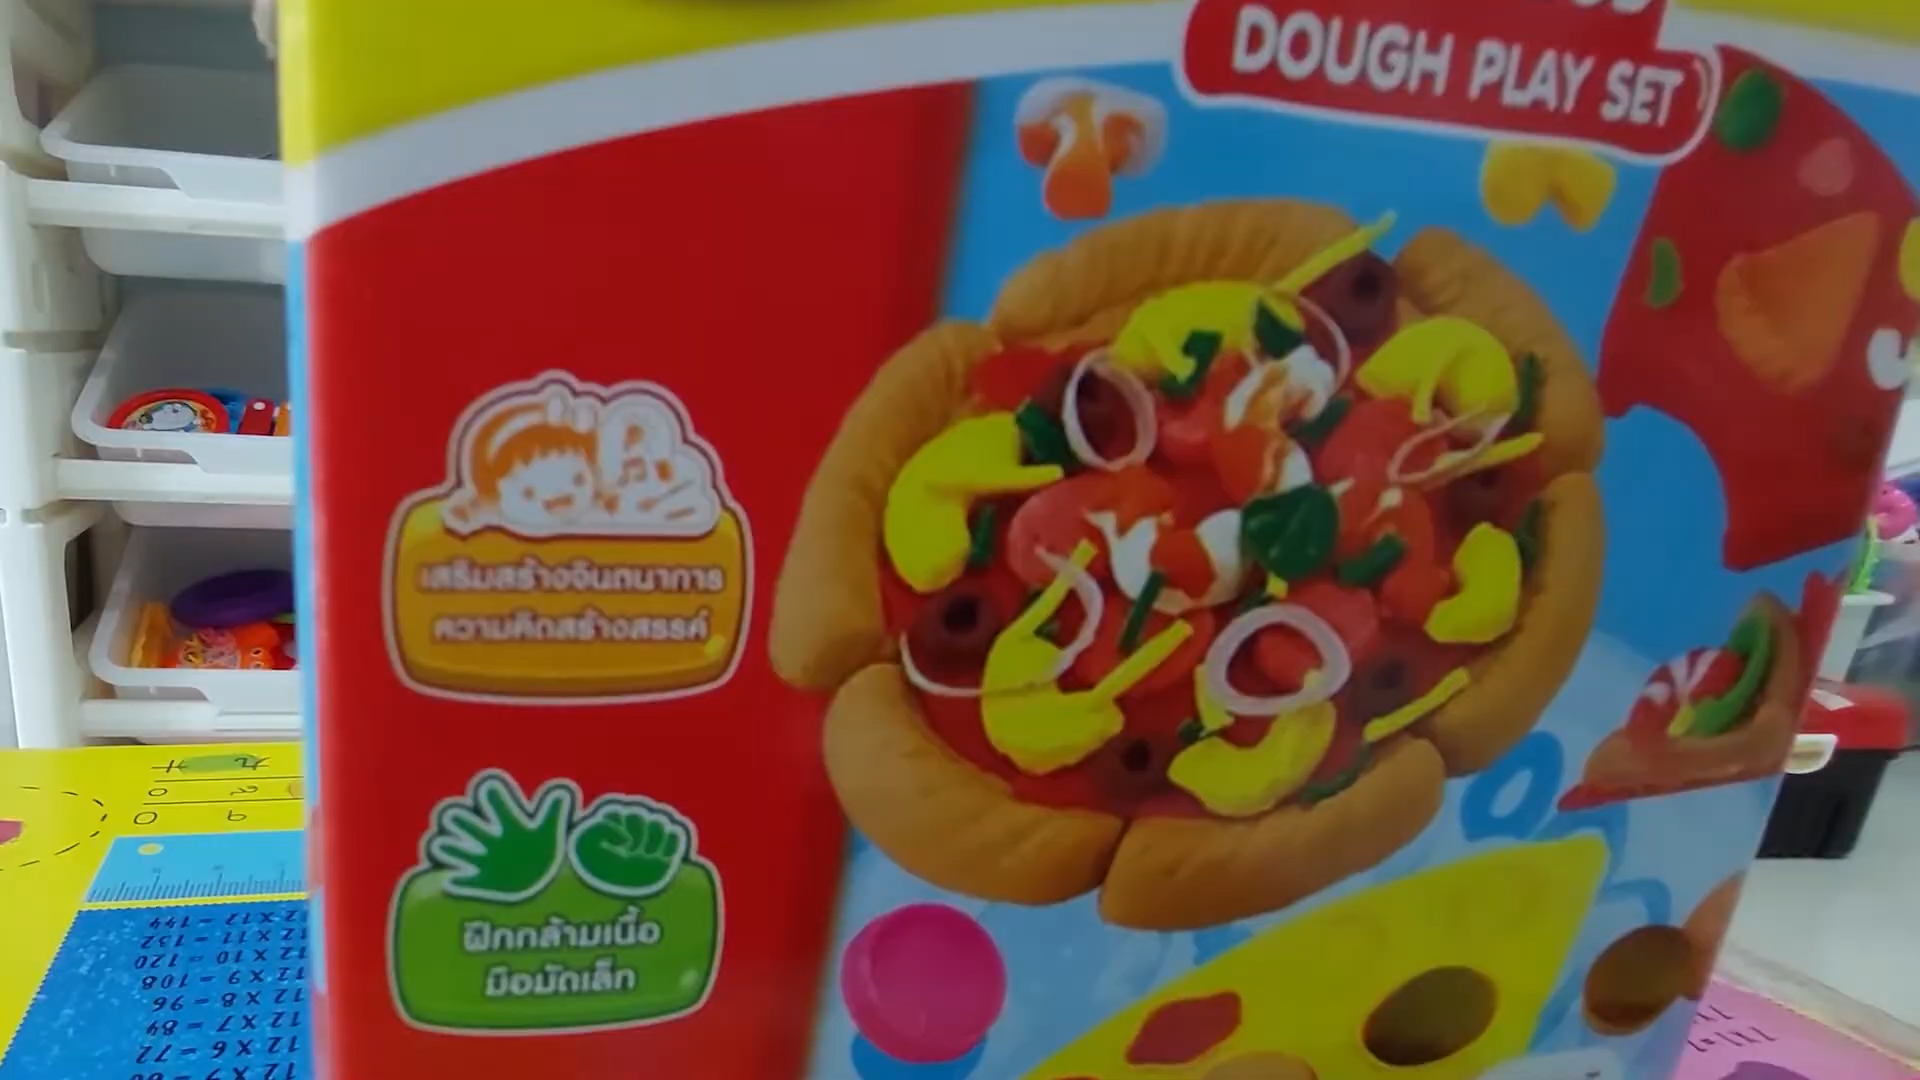 DOUGH PLAY SET
เสริมสร้างจินตนาการ
ความคิดสร้างสรรค์
ฝึกกล้ามเนื้อ
มือมัดเล็ก
12 X 12 = 144
12 X 11 = 132
12 X 10 = 120
12 X 9 = 108
12 X 8 = 96
12 X 7 = 84
12 X 6 = 72